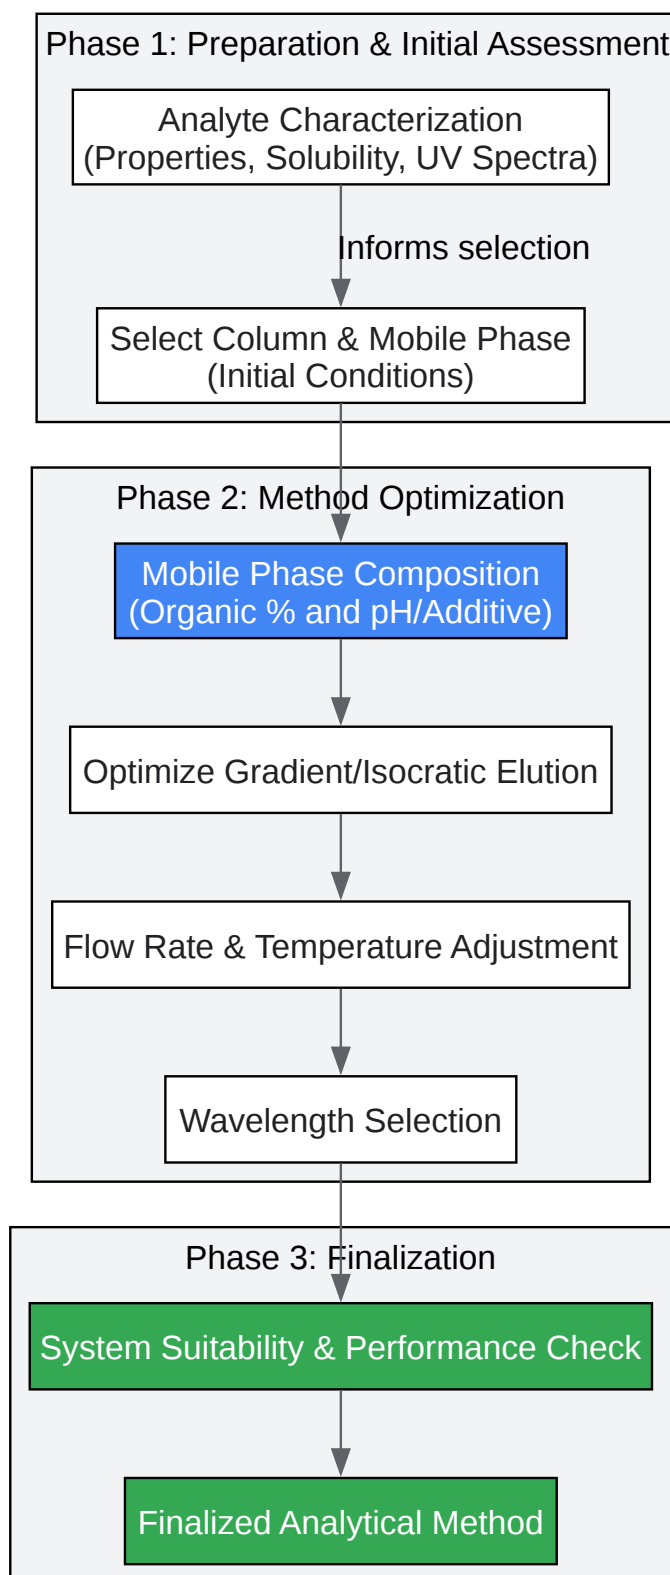 Phase 1: Preparation & Initial Assessment
Analyte Characterization
(Properties, Solubility, UV Spectra)
Informs selection
Select Column & Mobile Phase
(Initial Conditions)
Phase 2: Method Optimization
Mobile Phase Composition
(Organic % and pH/Additive)
Optimize Gradient/Isocratic Elution
Flow Rate & Temperature Adjustment
Wavelength Selection
Phase 3: Finalization
System Suitability & Performance Check
Finalized Analytical Method